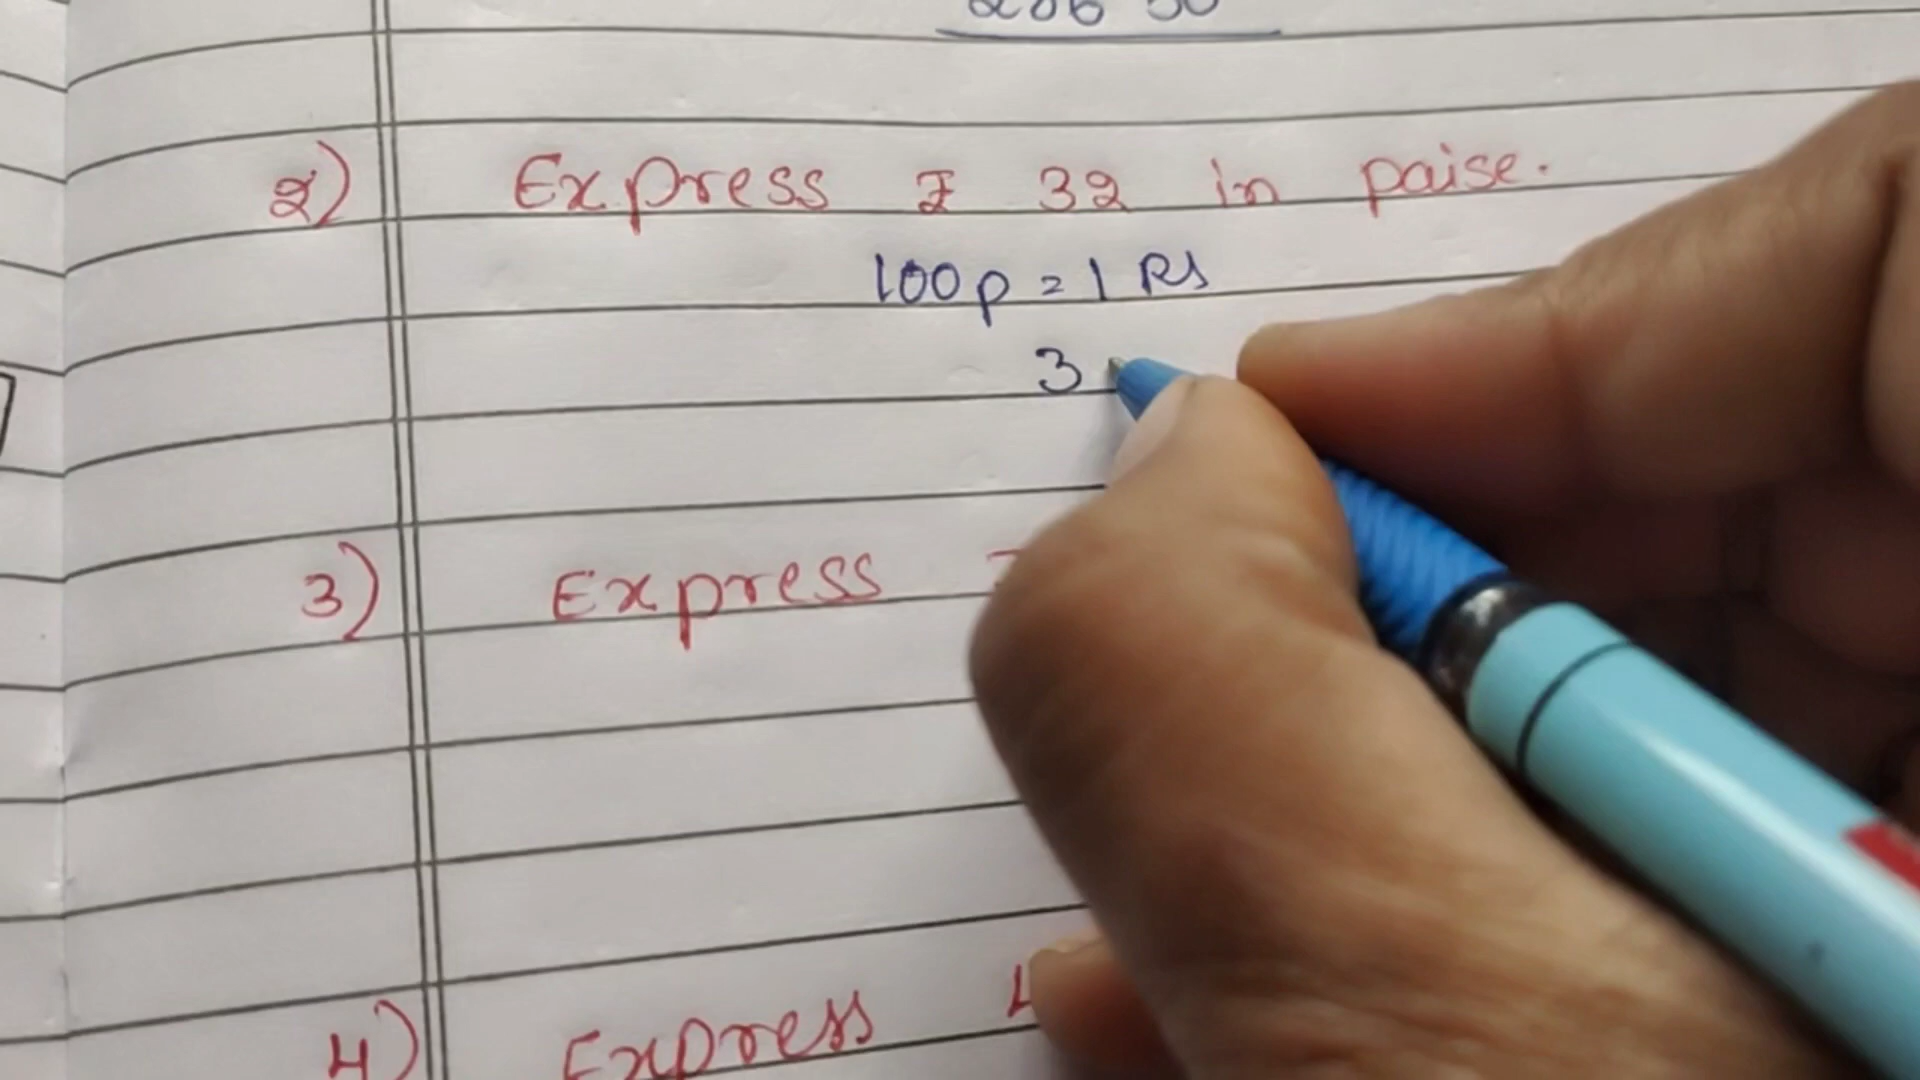 2) Express ₹ 32 in paise.
100p = 1 Rs
3
3) Express
4) Express